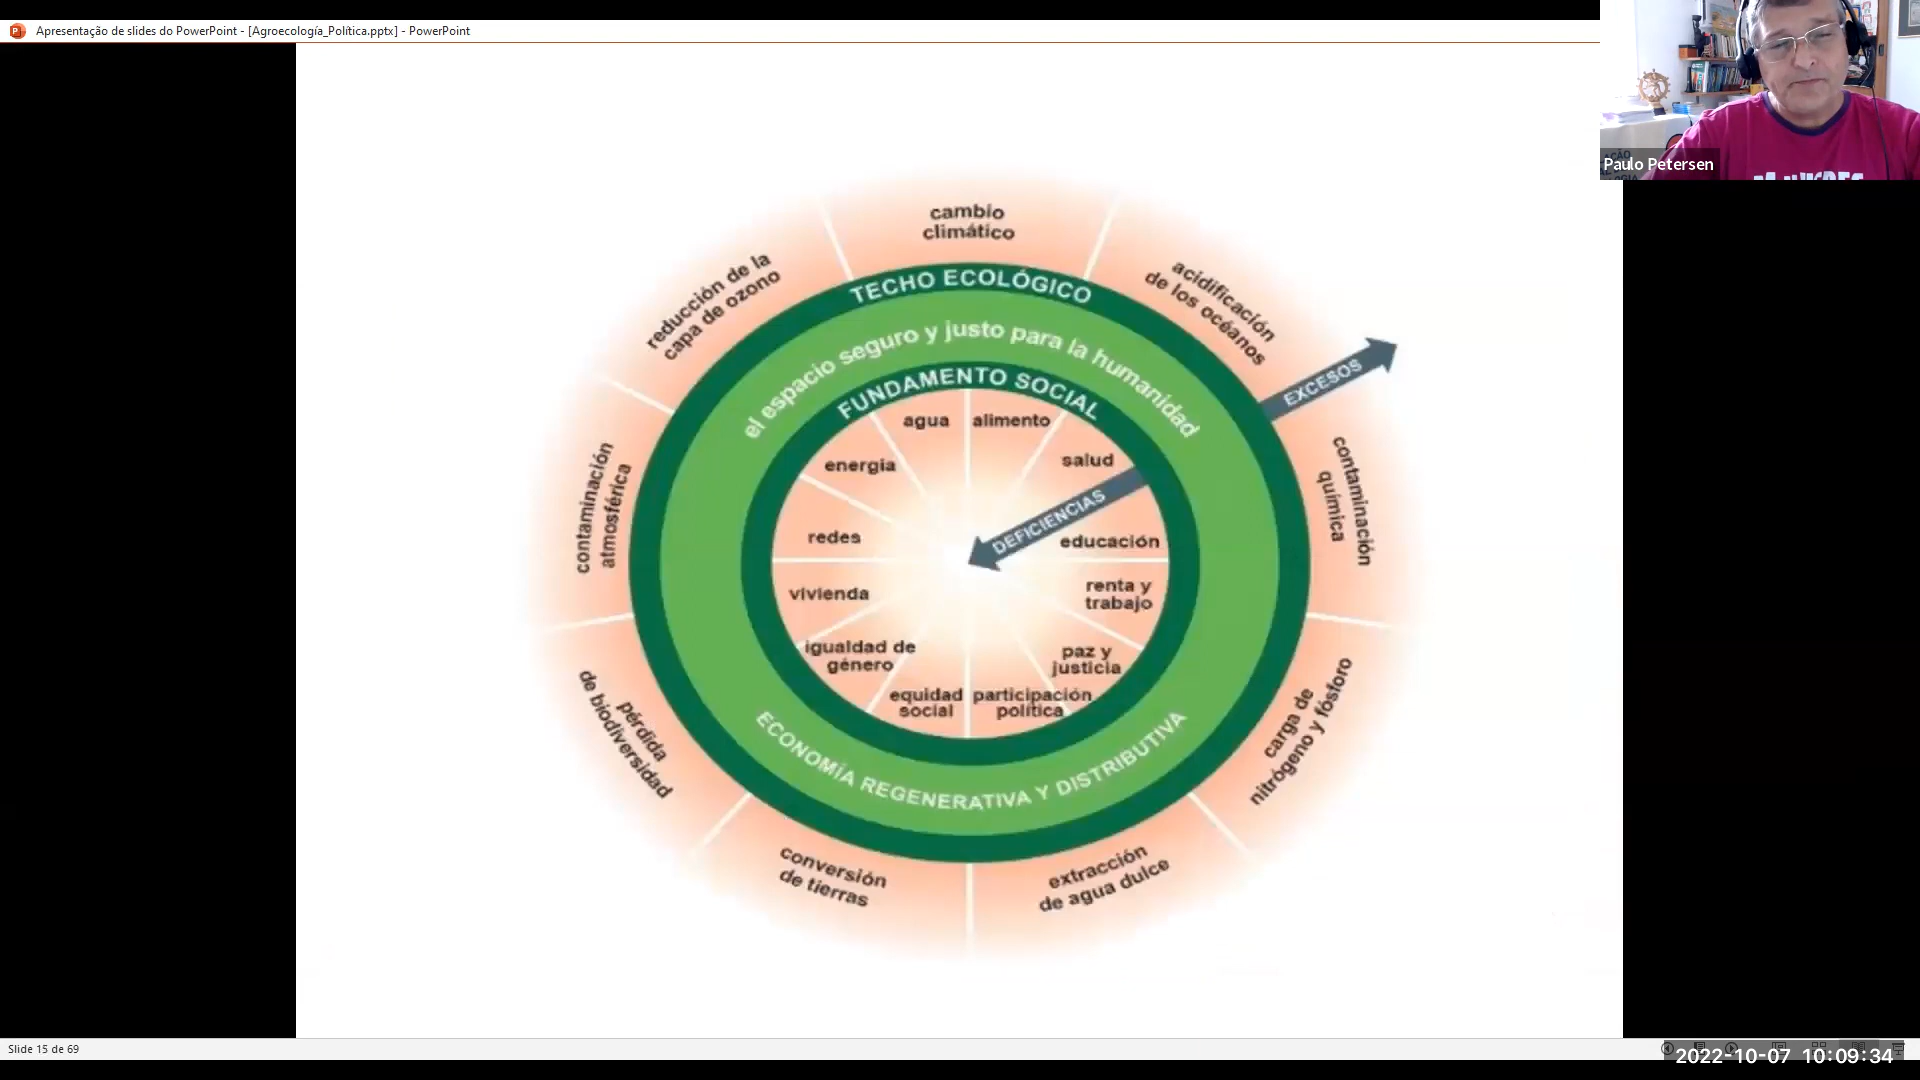 Apresentação de slides do PowerPoint - [Agroecología_Política.pptx] - PowerPoint
Paulo Petersen
cambio
climático
acidificación
de los océanos
EXCESOS
contaminación
química
carga de
nitrógeno y fósforo
extracción
de agua dulce
conversión
de tierras
pérdida
de biodiversidad
contaminación
atmosférica
reducción de la
capa de ozono
TECHO ECOLÓGICO
el espacio seguro y justo para la humanidad
FUNDAMENTO SOCIAL
agua
alimento
salud
DEFICIENCIAS
educación
renta y
trabajo
paz y
justicia
participación
política
equidad
social
igualdad de
género
vivienda
redes
energia
ECONOMÍA REGENERATIVA Y DISTRIBUTIVA
Slide 15 de 69
2022-10-07 10:09:34